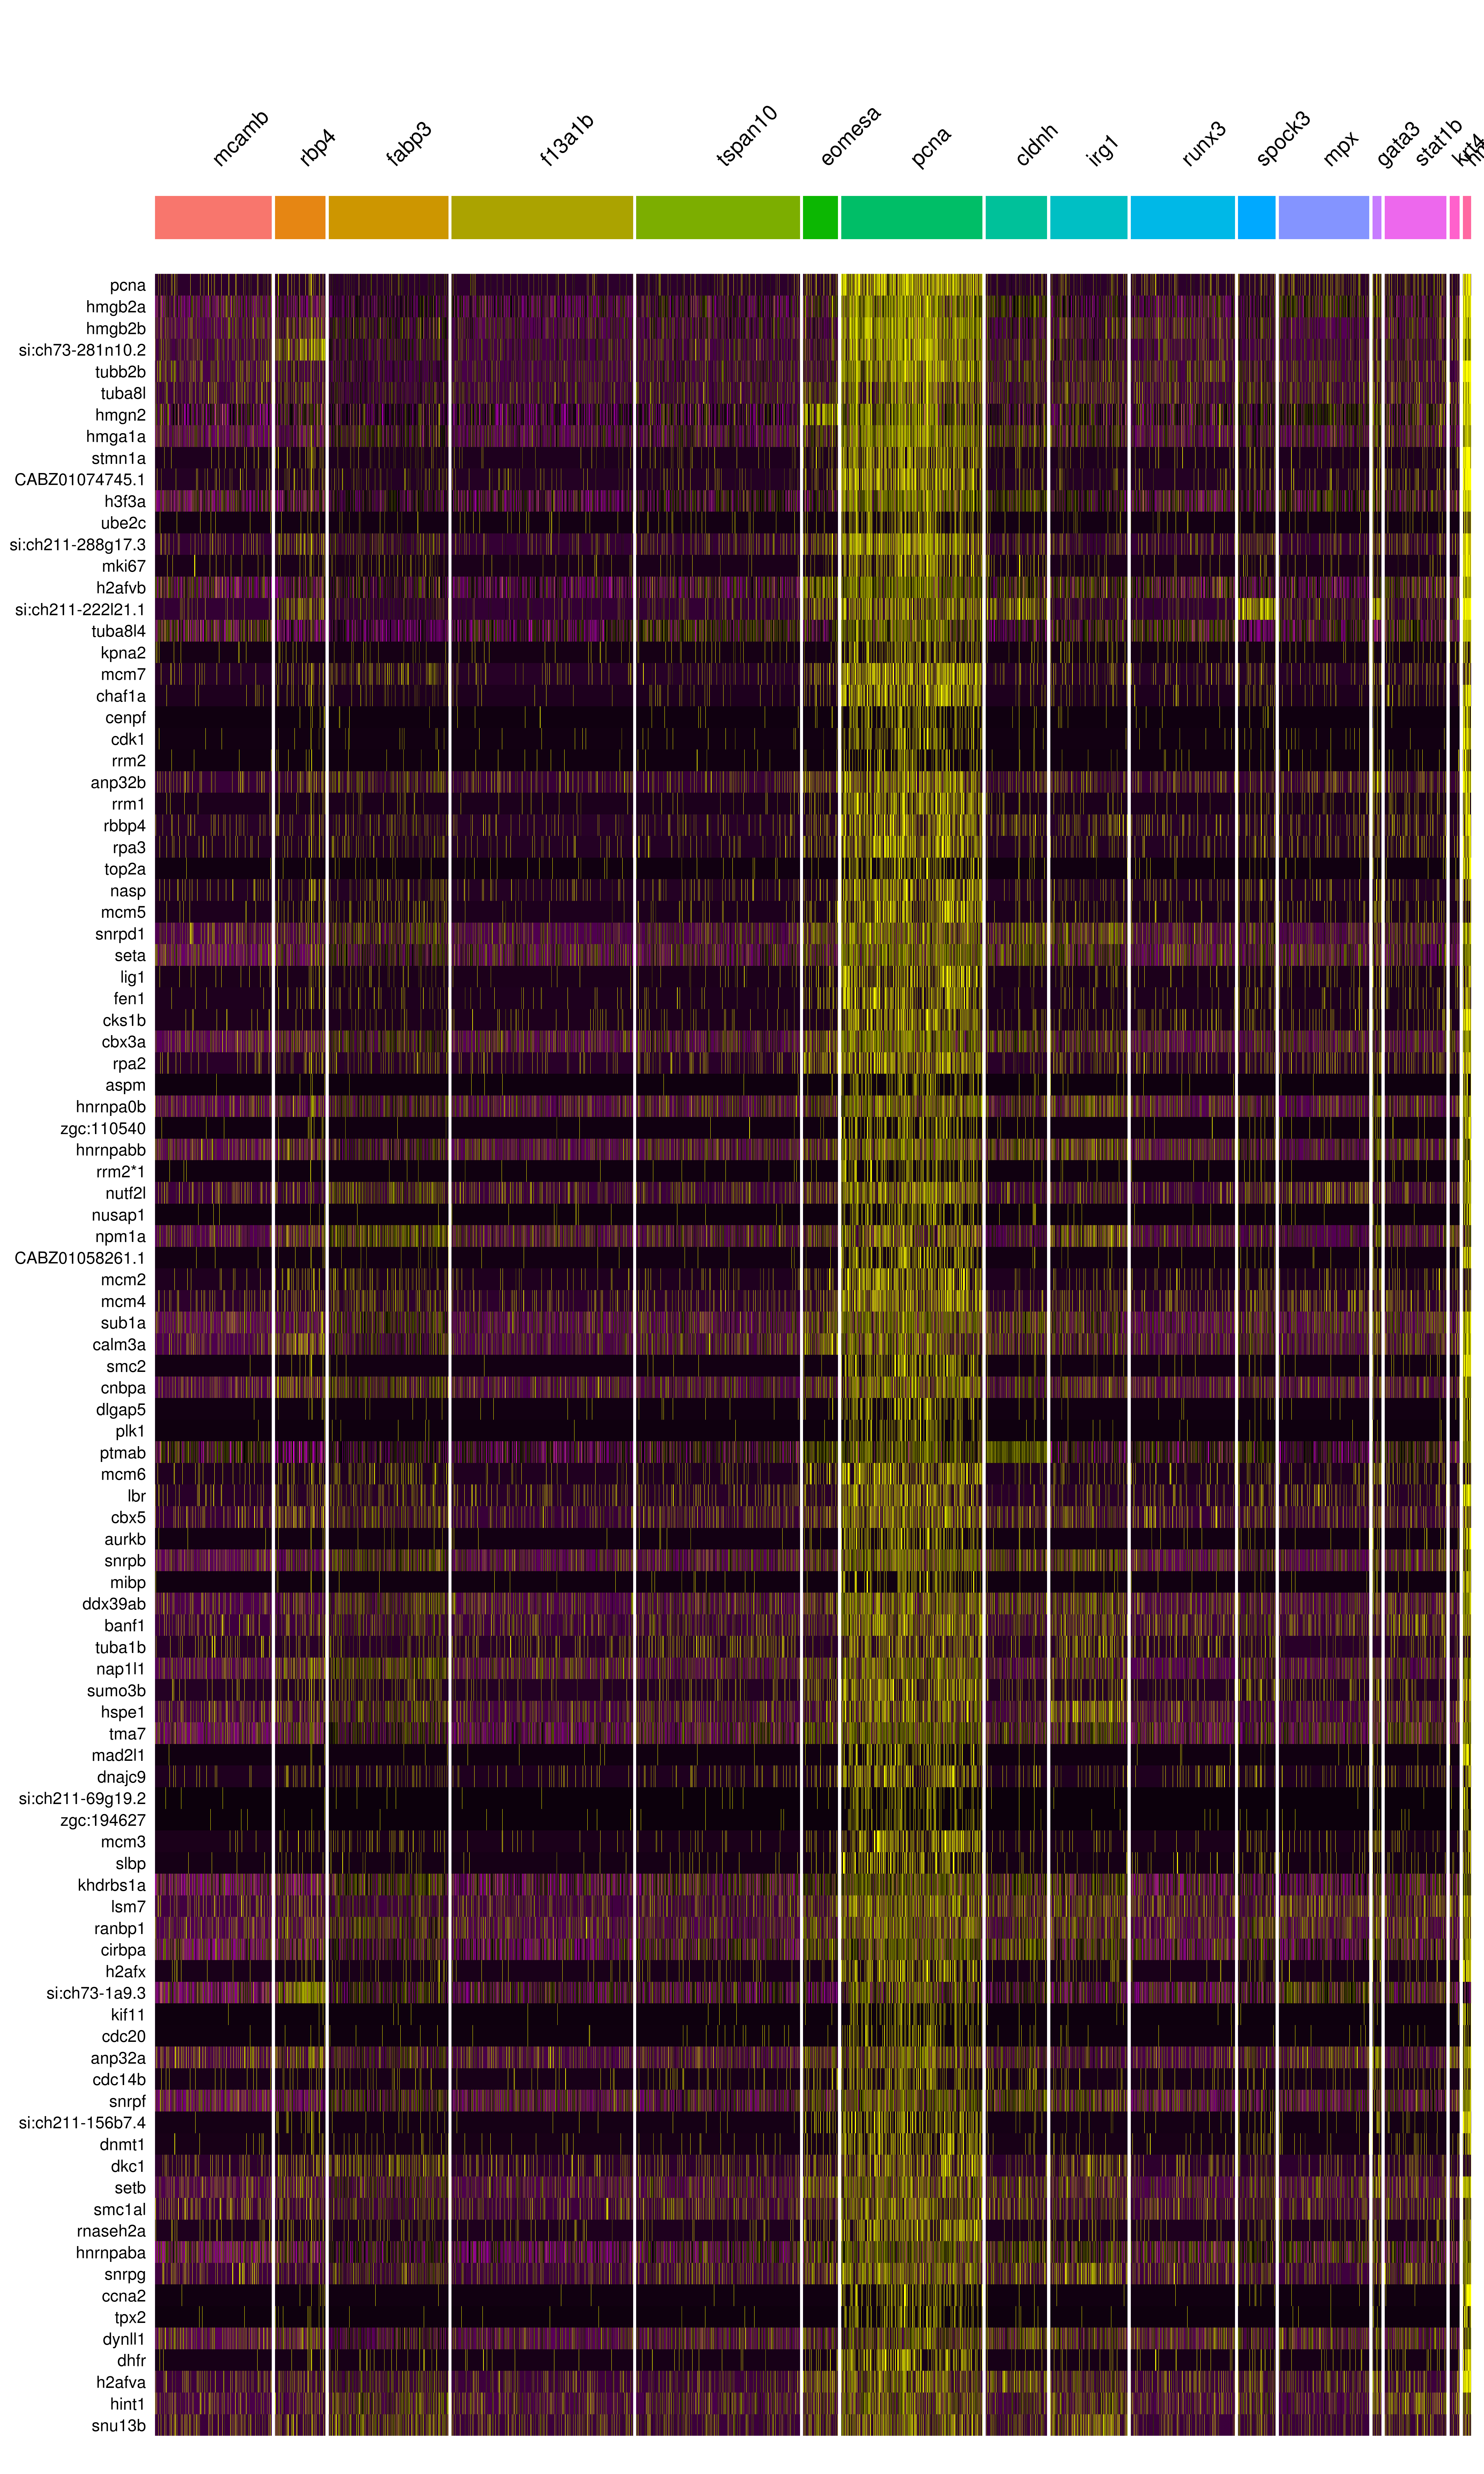 mcamb
rbp4
fabp3
f13a1b
tspan10
eomesa
pcna
cldnh
irg1
runx3
spock3
mpx
gata3
stat1b
krt4
pcna
hmgb2a
hmgb2b
si:ch73-281n10.2
tubb2b
tuba8l
hmgn2
hmga1a
stmn1a
CABZ01074745.1
h3f3a
ube2c
si:ch211-288g17.3
mki67
h2afvb
si:ch211-222l21.1
tuba8l4
kpna2
mcm7
chaf1a
cenpf
cdk1
rrm2
anp32b
rrm1
rbbp4
rpa3
top2a
nasp
mcm5
snrpd1
seta
lig1
fen1
cks1b
cbx3a
rpa2
aspm
hnrnpa0b
zgc:110540
hnrnpabb
rrm2*1
nutf2l
nusap1
npm1a
CABZ01058261.1
mcm2
mcm4
sub1a
calm3a
smc2
cnbpa
dlgap5
plk1
ptmab
mcm6
lbr
cbx5
aurkb
snrpb
mibp
ddx39ab
banf1
tuba1b
nap1l1
sumo3b
hspe1
tma7
mad2l1
dnajc9
si:ch211-69g19.2
zgc:194627
mcm3
slbp
khdrbs1a
lsm7
ranbp1
cirbpa
h2afx
si:ch73-1a9.3
kif11
cdc20
anp32a
cdc14b
snrpf
si:ch211-156b7.4
dnmt1
dkc1
setb
smc1al
rnaseh2a
hnrnpaba
snrpg
ccna2
tpx2
dynll1
dhfr
h2afva
hint1
snu13b